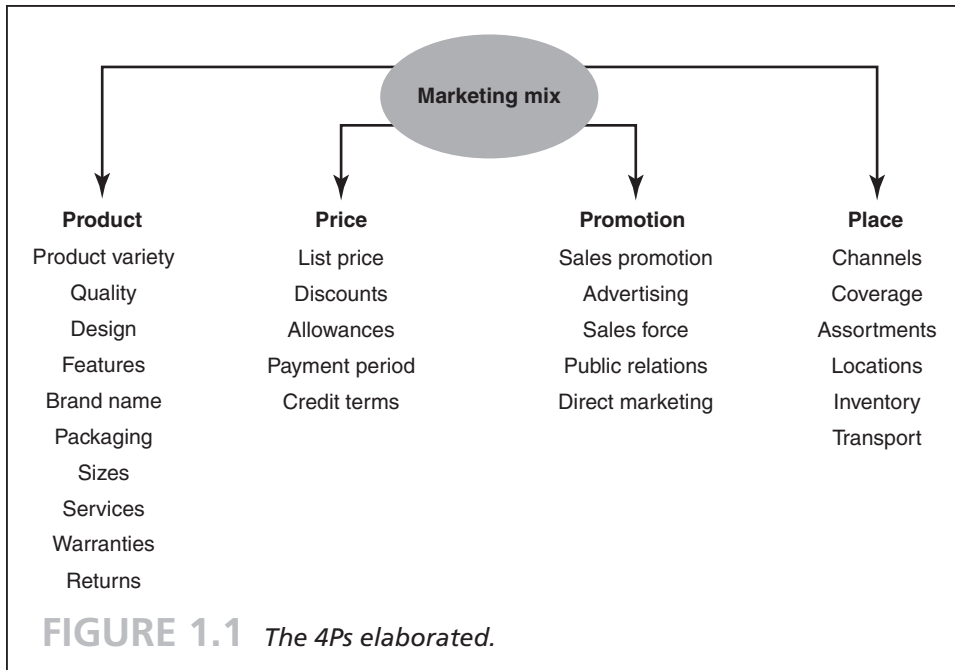 Marketing mix
Product
Product variety
Quality
Design
Features
Brand name
Packaging
Sizes
Services
Warranties
Returns
Price
List price
Discounts
Allowances
Payment period
Credit terms
Promotion
Sales promotion
Advertising
Sales force
Public relations
Direct marketing
Place
Channels
Coverage
Assortments
Locations
Inventory
Transport
FIGURE 1.1 The 4Ps elaborated.